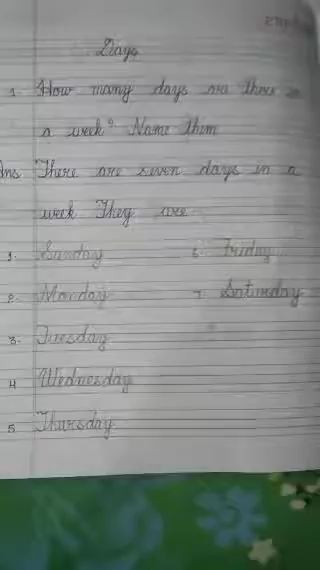 Days
1. How many days are there in
a week? Name them
Ans There are seven days in a
week They are
1. Sunday
2. Monday
3. Tuesday
4 Wednesday
5 Thursday
6 Friday
7 Saturday